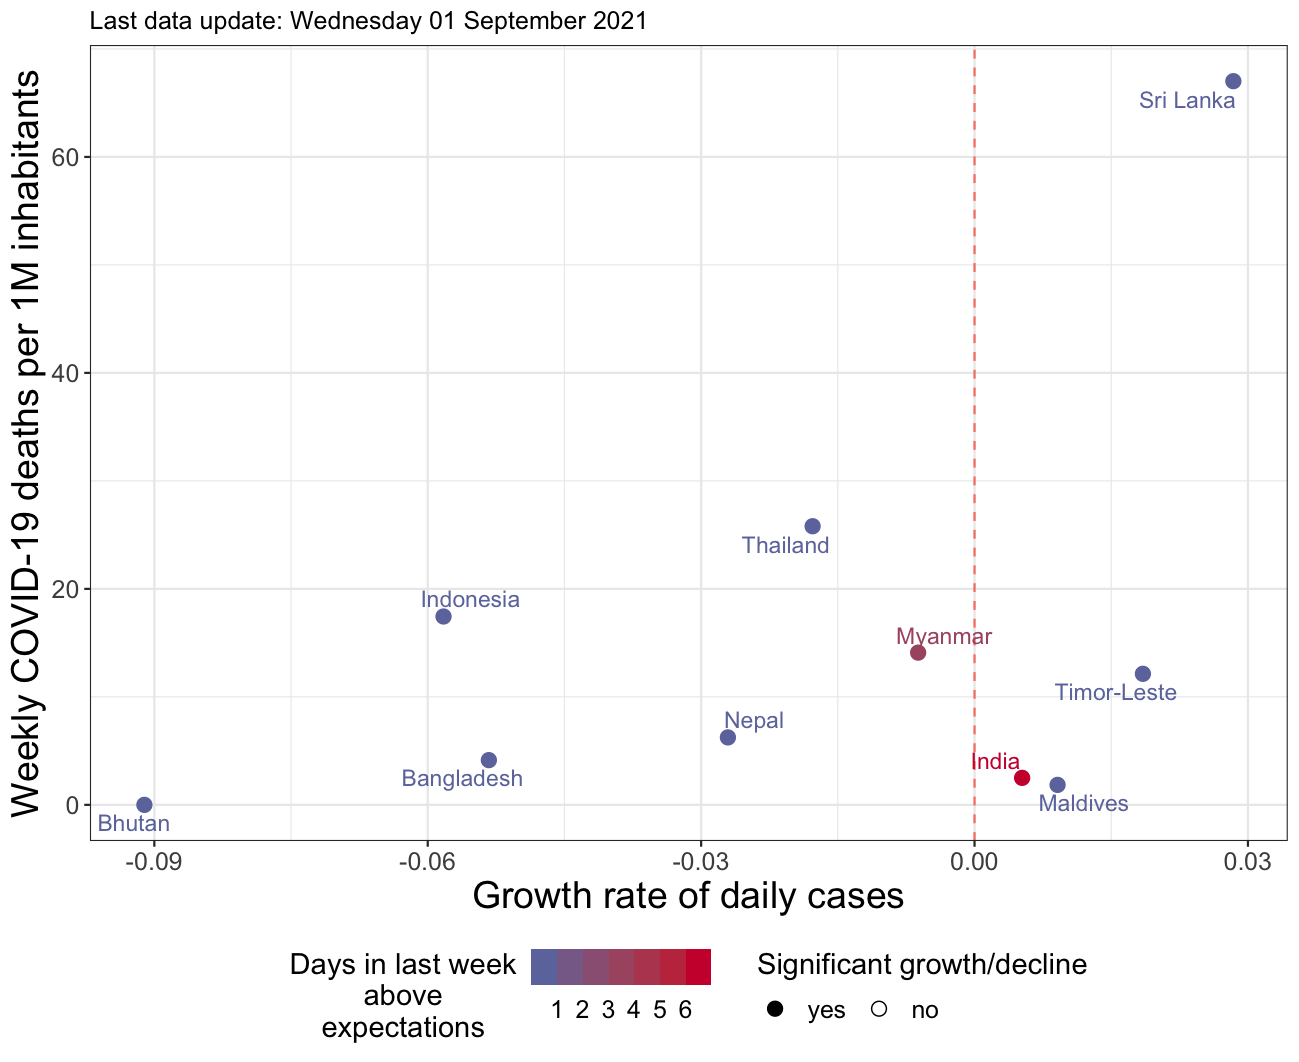 Last data update: Wednesday 01 September 2021
Weekly COVID-19 deaths per 1M inhabitants
60
40
20
0
Sri Lanka
Thailand
Indonesia
Myanmar
Timor-Leste
Nepal
India
Bangladesh
Maldives
Bhutan
-0.09 -0.06 -0.03 0.00 0.03
Growth rate of daily cases
Days in last week
above
expectations
1 2 3 4 5 6
Significant growth/decline
yes no